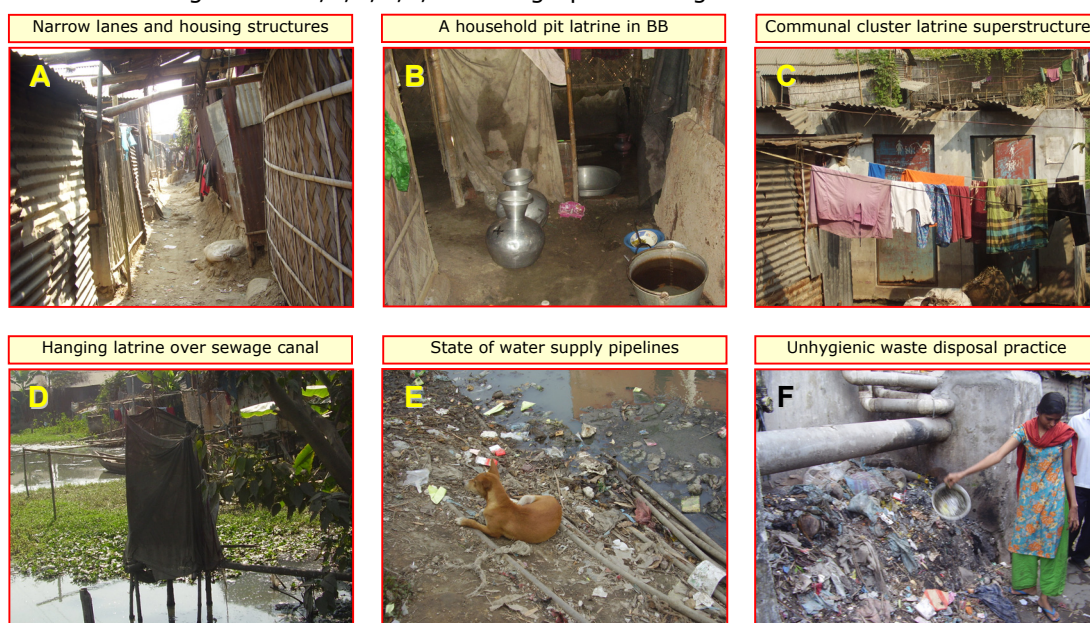 Narrow lanes and housing structures
A household pit latrine in BB
Communal cluster latrine superstructure
A
B
C
Hanging latrine over sewage canal
State of water supply pipelines
Unhygienic waste disposal practice
D
E
F